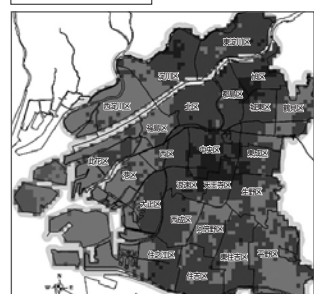 東淀川区
淀川区
旭区
西淀川区
北区
都島区
城東区
鶴見区
福島区
此花区
西区
中央区
東成区
港区
浪速区
天王寺区
生野区
大正区
西成区
阿倍野区
住之江区
東住吉区
平野区
住吉区
N
W
E
S